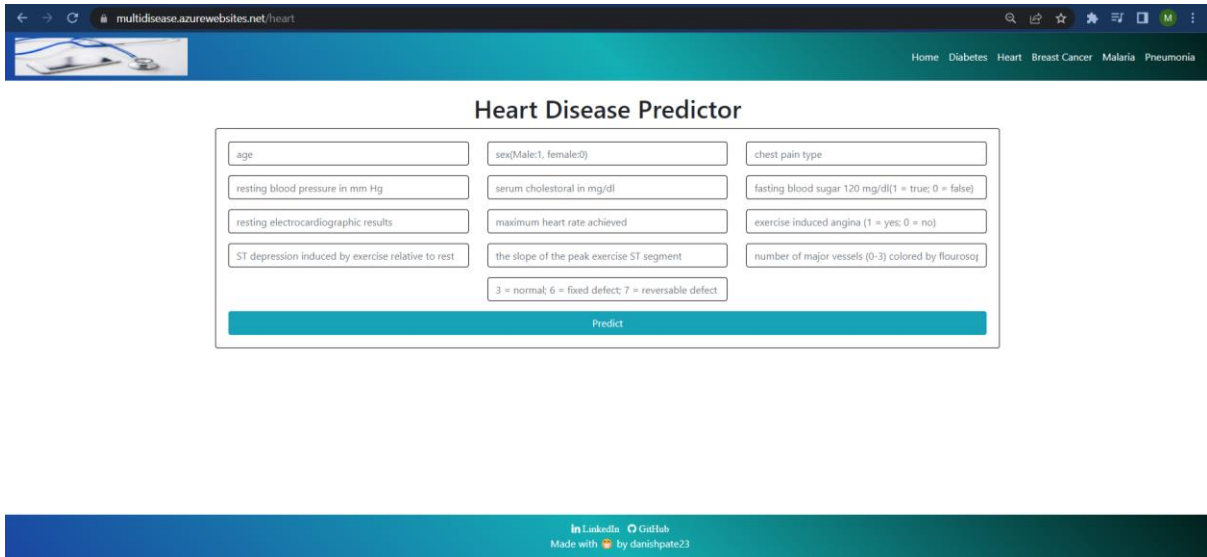 multidisease.azurewebsites.net/heart
M
Home Diabetes Heart Breast Cancer Malaria Pneumonia
Heart Disease Predictor
age sex(Male:1, female:0) chest pain type
resting blood pressure in mm Hg serum cholestoral in mg/dl fasting blood sugar 120 mg/dl(1 = true; 0 = false)
resting electrocardiographic results maximum heart rate achieved exercise induced angina (1 = yes; 0 = no)
ST depression induced by exercise relative to rest the slope of the peak exercise ST segment number of major vessels (0-3) colored by flourosop
3 = normal; 6 = fixed defect; 7 = reversable defect
Predict
in LinkedIn GitHub
Made with by danishpate23